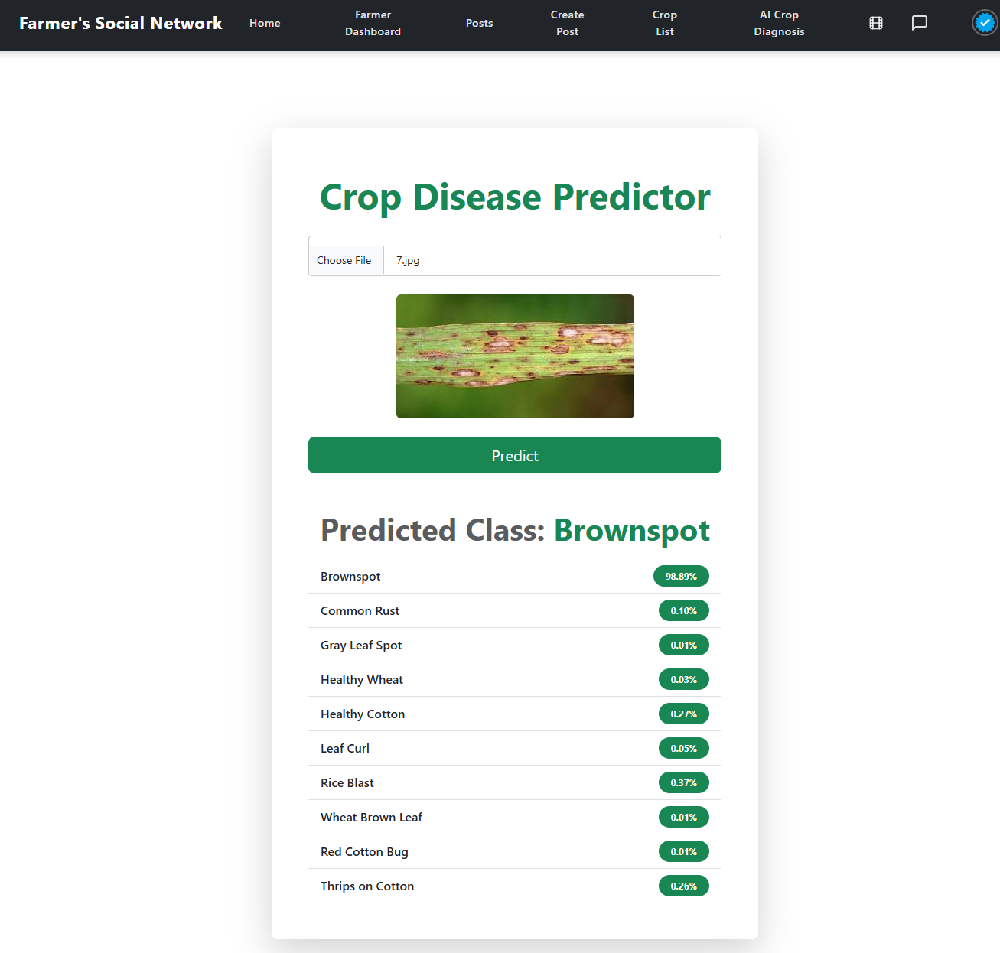 Farmer's Social Network
Home
Farmer
Dashboard
Posts
Create
Post
Crop
List
AI Crop
Diagnosis
Crop Disease Predictor
Choose File 7.jpg
Predict
Predicted Class: Brownspot
Brownspot 98.89%
Common Rust 0.10%
Gray Leaf Spot 0.01%
Healthy Wheat 0.03%
Healthy Cotton 0.27%
Leaf Curl 0.05%
Rice Blast 0.37%
Wheat Brown Leaf 0.01%
Red Cotton Bug 0.01%
Thrips on Cotton 0.26%